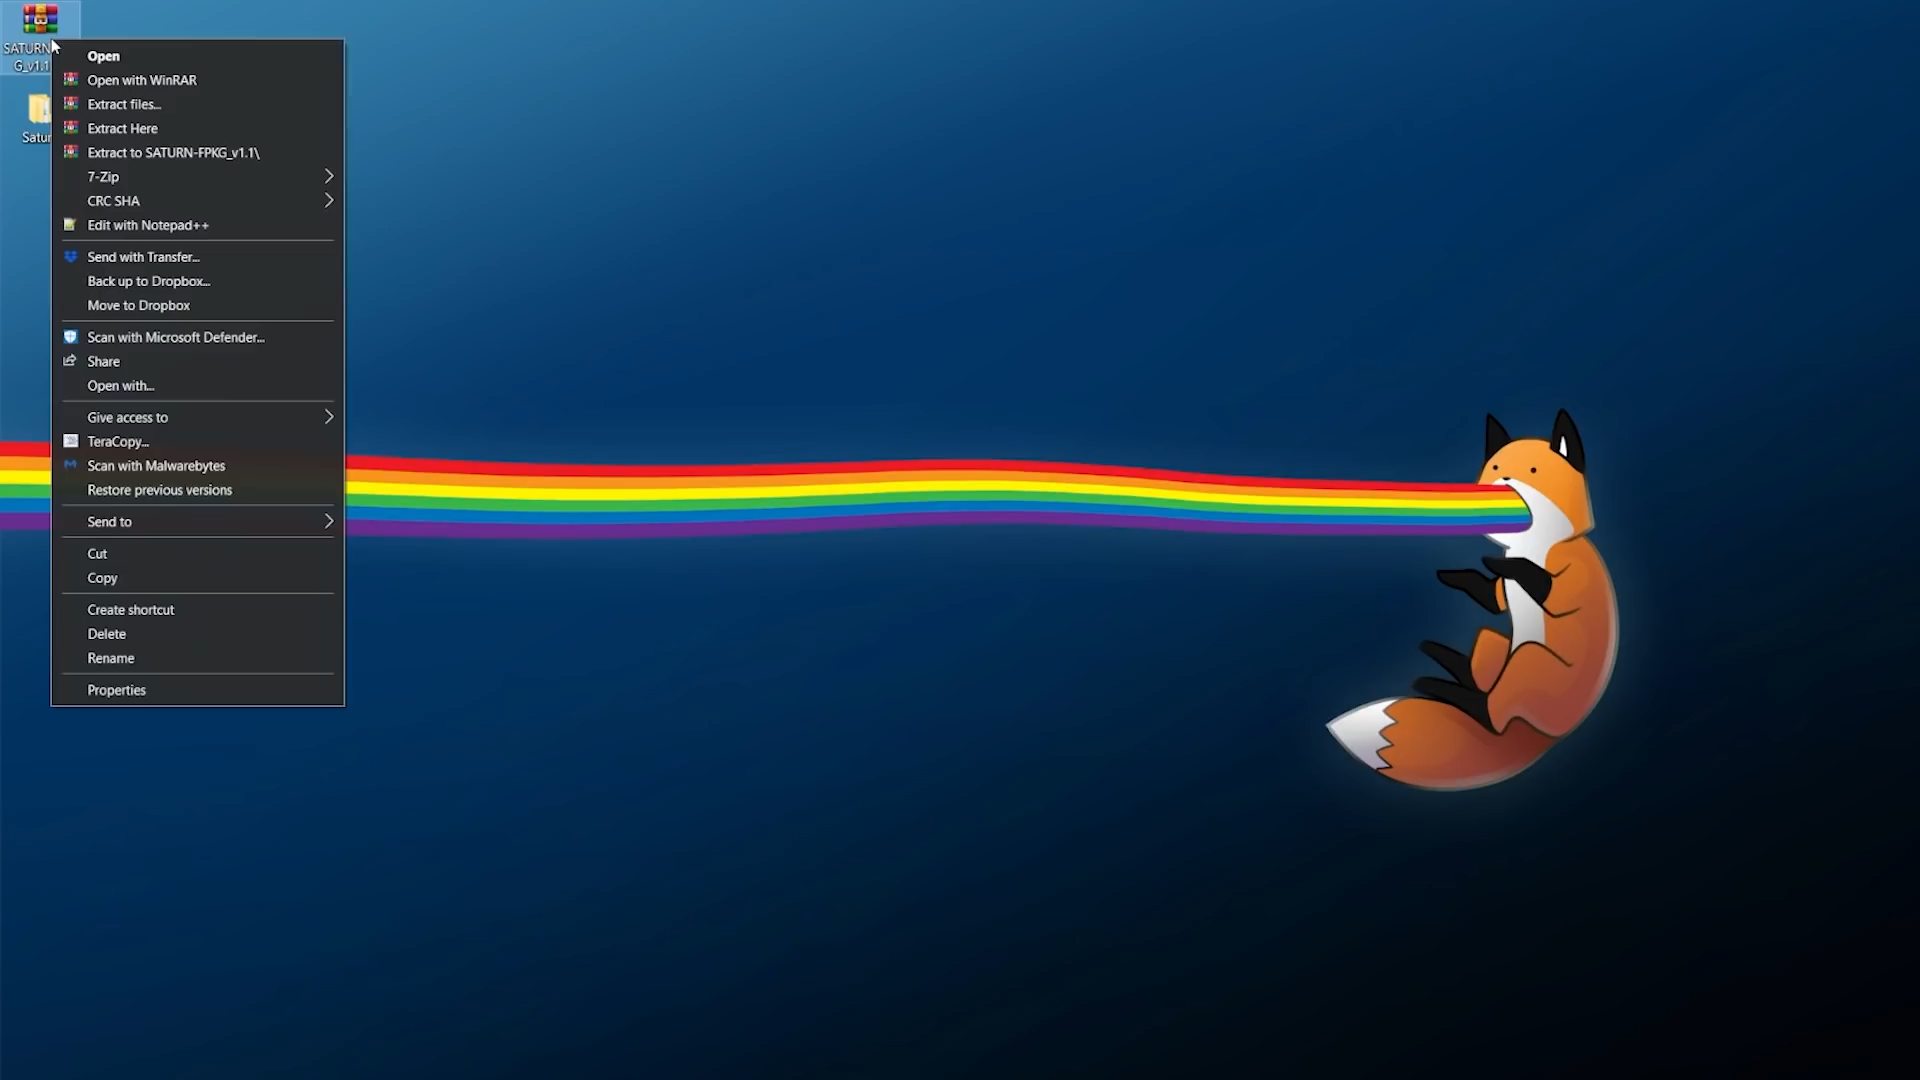 SATURN
G_v1.1
Satur
Open
Open with WinRAR
Extract files...
Extract Here
Extract to SATURN-FPKG_v1.1\
7-Zip
CRC SHA
Edit with Notepad++
Send with Transfer...
Back up to Dropbox...
Move to Dropbox
Scan with Microsoft Defender...
Share
Open with...
Give access to
TeraCopy...
Scan with Malwarebytes
Restore previous versions
Send to
Cut
Copy
Create shortcut
Delete
Rename
Properties